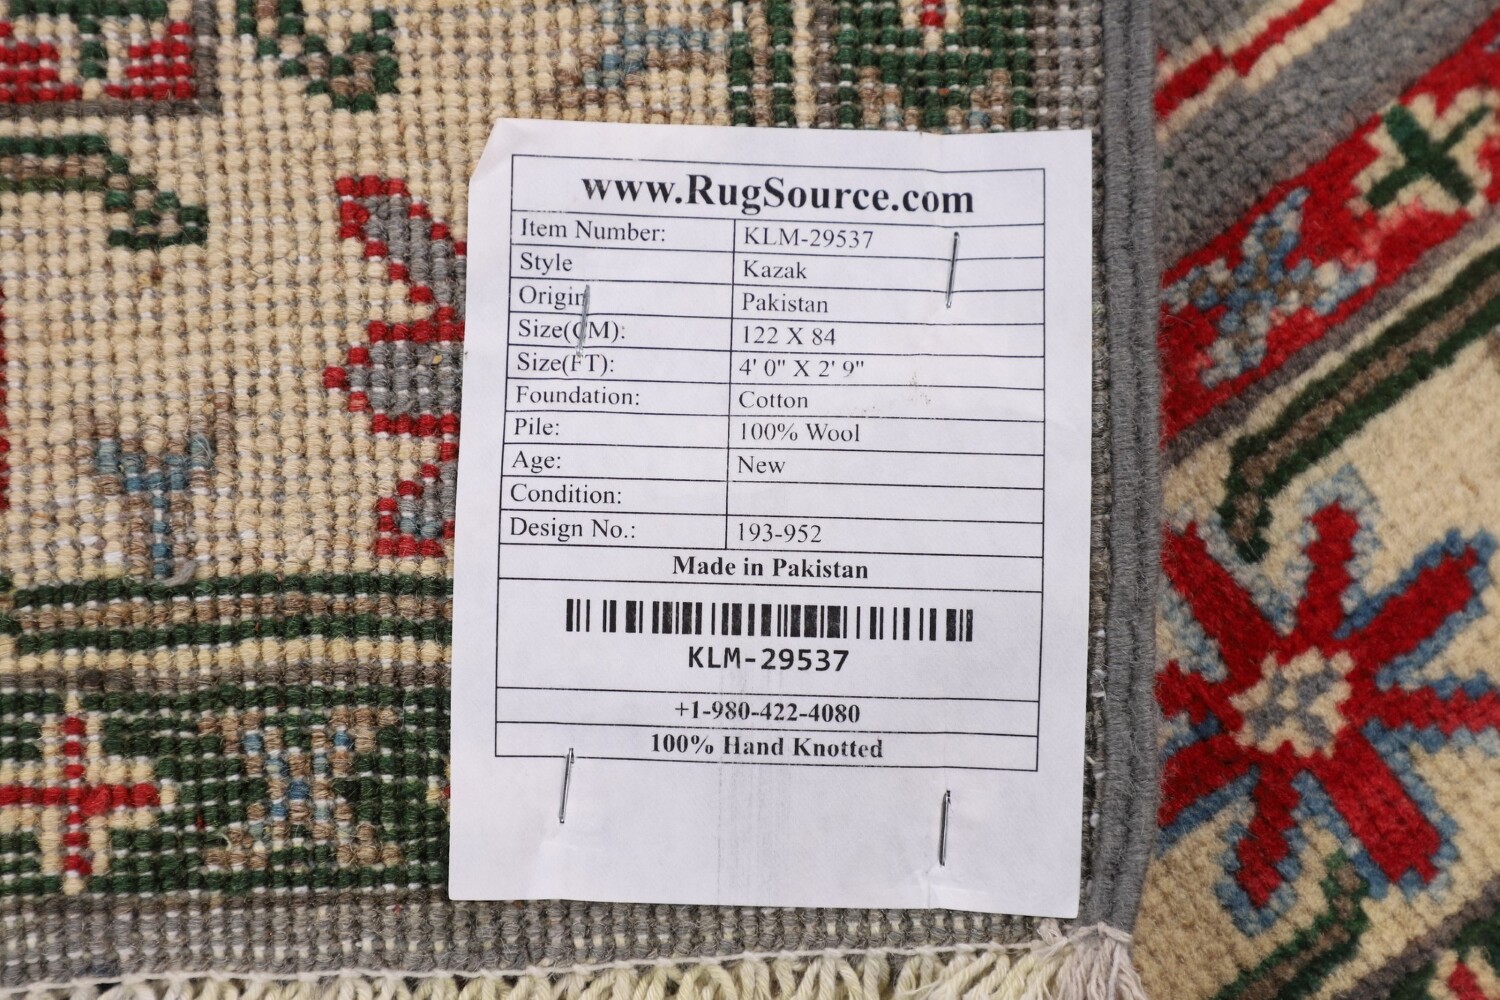 www.RugSource.com
Item Number: KLM-29537
Style Kazak
Origin Pakistan
Size(CM): 122 X 84
Size(FT): 4' 0" X 2' 9"
Foundation: Cotton
Pile: 100% Wool
Age: New
Condition:
Design No.: 193-952
Made in Pakistan
KLM-29537
+1-980-422-4080
100% Hand Knotted